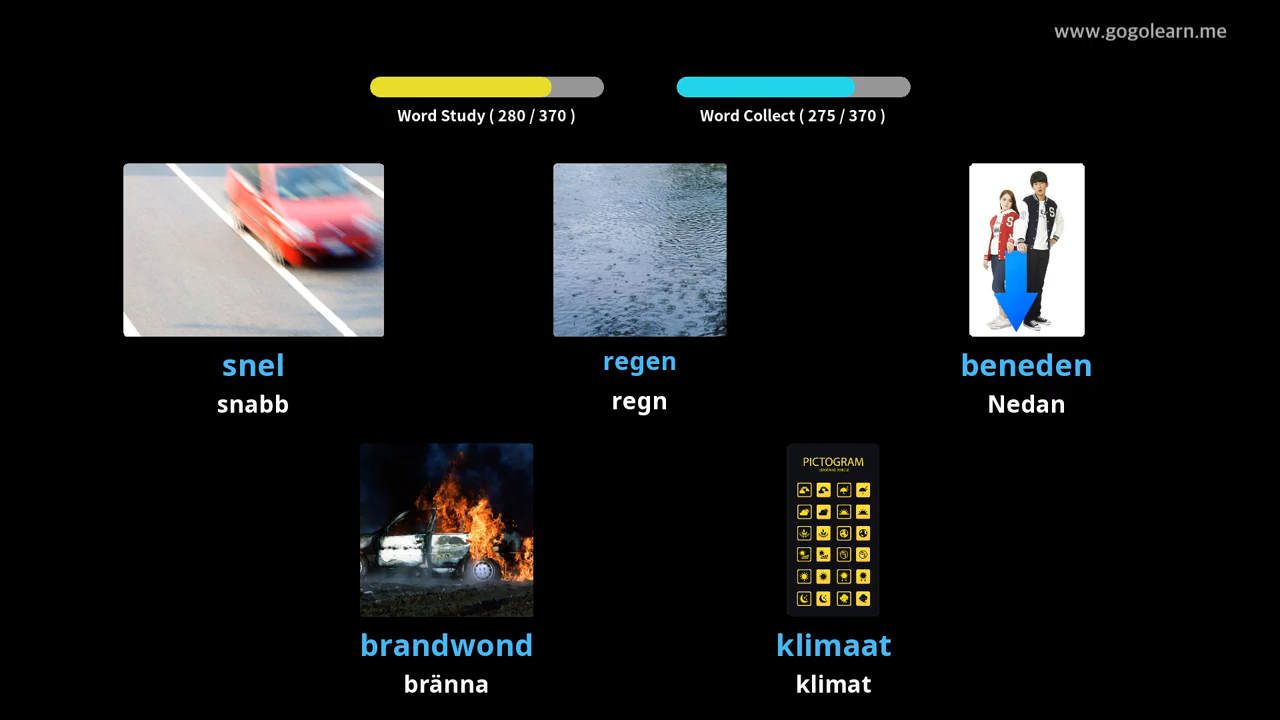 www.gogolearn.me
Word Study ( 280 / 370 )
Word Collect ( 275 / 370 )
snel
snabb
regen
regn
S
S
beneden
Nedan
brandwond
bränna
PICTOGRAM
klimaat
klimat